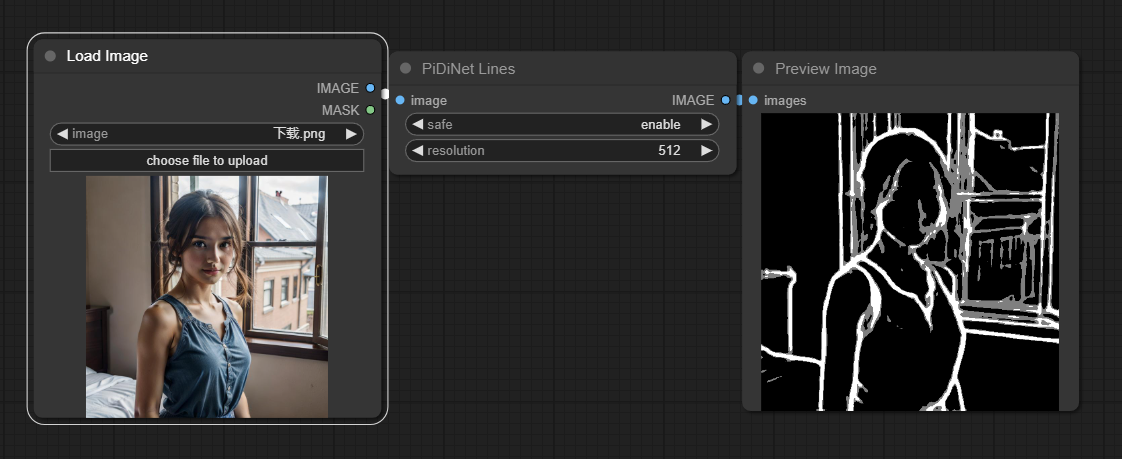 Load Image
IMAGE
MASK
image 下载.png
choose file to upload
PiDiNet Lines
image IMAGE
safe enable
resolution 512
Preview Image
images